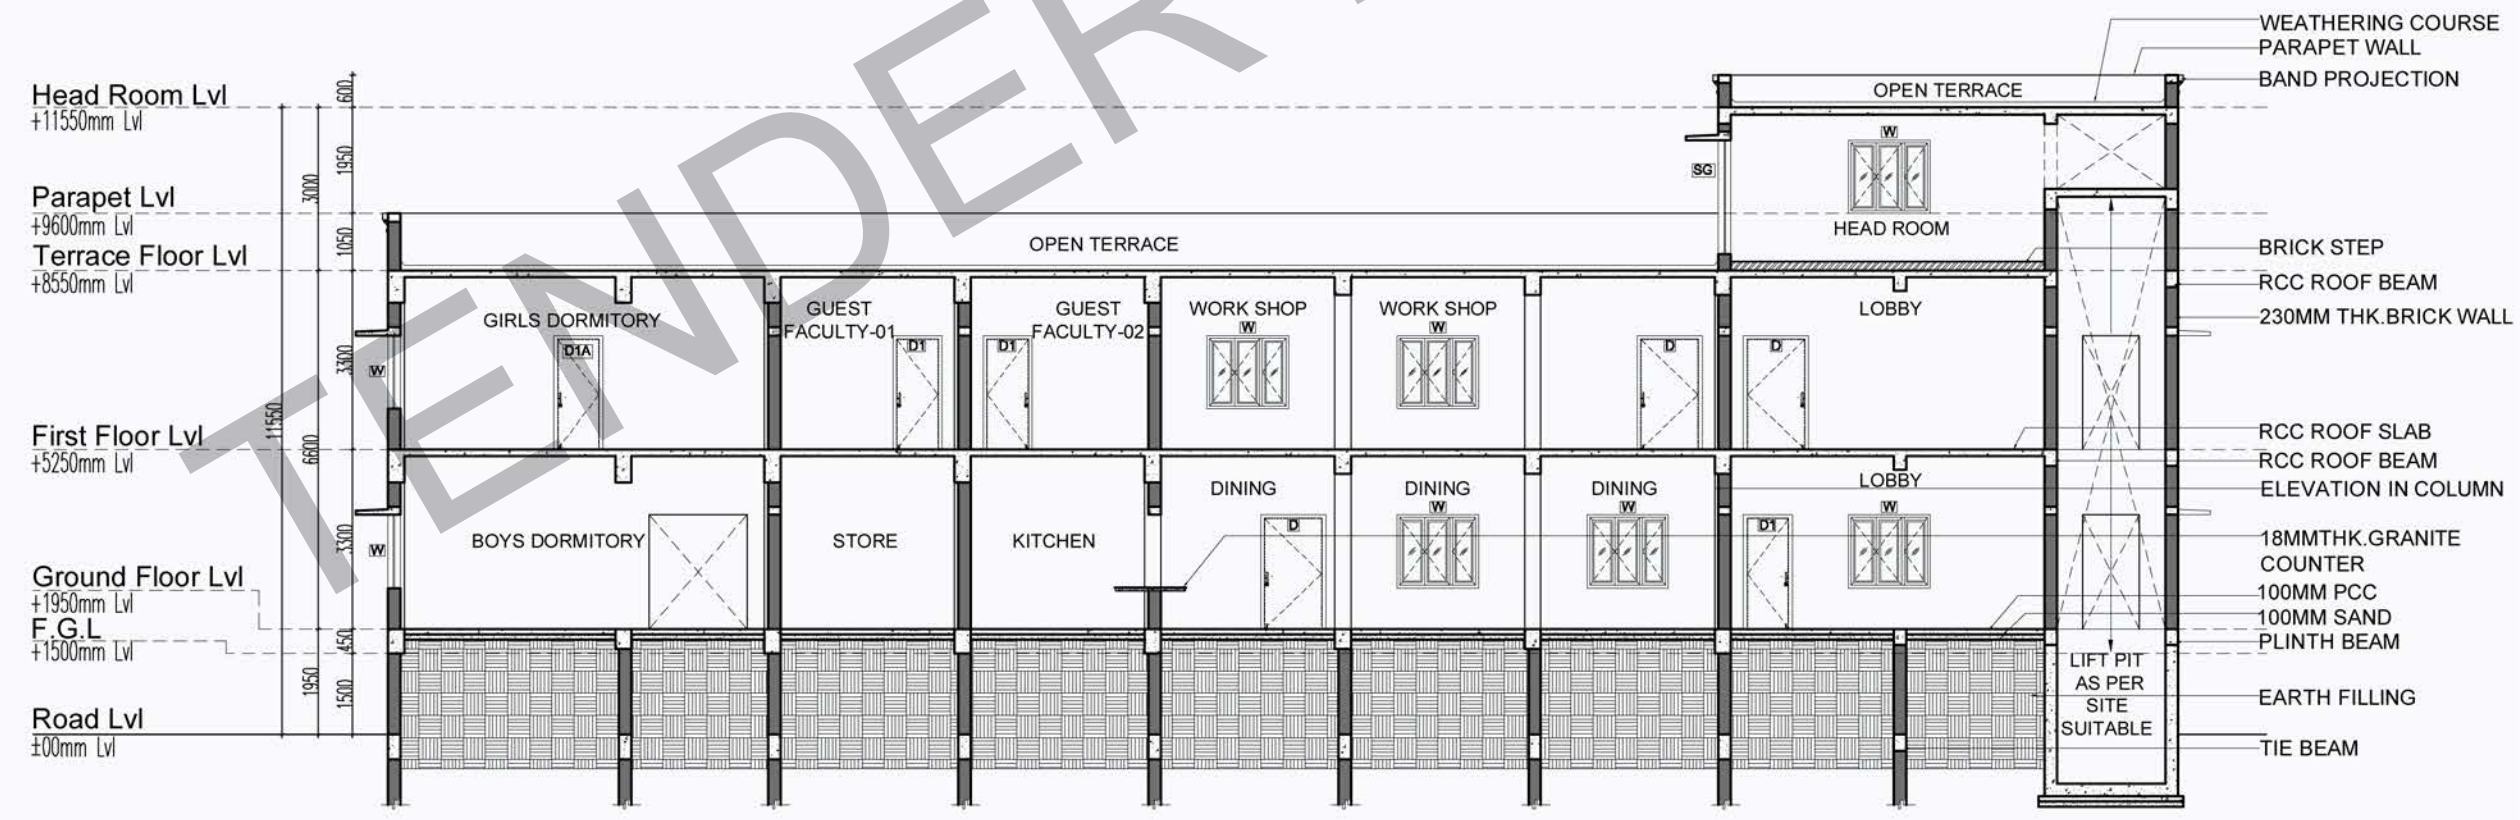 WEATHERING COURSE
PARAPET WALL
BAND PROJECTION
BRICK STEP
RCC ROOF BEAM
230MM THK.BRICK WALL
RCC ROOF SLAB
RCC ROOF BEAM
ELEVATION IN COLUMN
18MMTHK.GRANITE
COUNTER
100MM PCC
100MM SAND
PLINTH BEAM
EARTH FILLING
TIE BEAM
Head Room Lvl
+11550mm Lvl
Parapet Lvl
+9600mm Lvl
Terrace Floor Lvl
+8550mm Lvl
First Floor Lvl
+5250mm Lvl
Ground Floor Lvl
+1950mm Lvl
F.G.L
+1500mm Lvl
Road Lvl
±00mm Lvl
600
1950
3000
1050
3300
11550
6600
3300
450
1950
1500
TENDER
OPEN TERRACE
W
SG
HEAD ROOM
OPEN TERRACE
GIRLS DORMITORY
D1A
W
GUEST
FACULTY-01
D1
GUEST
FACULTY-02
D1
WORK SHOP
W
WORK SHOP
W
D
LOBBY
D
BOYS DORMITORY
W
STORE
KITCHEN
DINING
D
DINING
W
DINING
W
LOBBY
D1
W
LIFT PIT
AS PER
SITE
SUITABLE